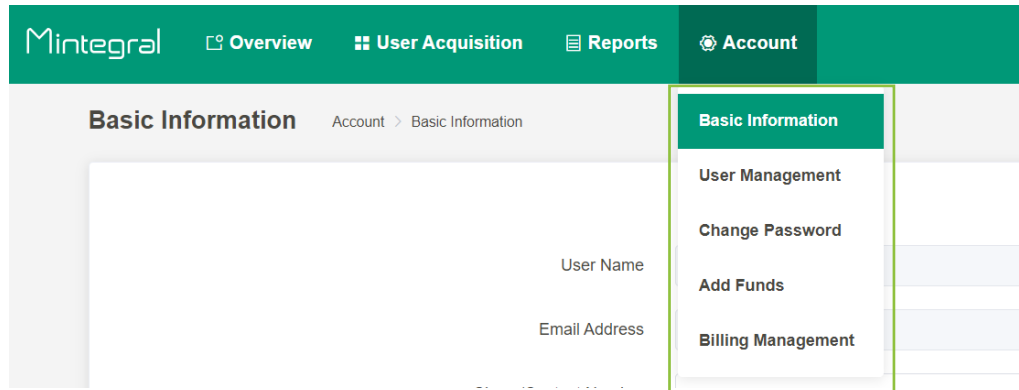 Mintegral Overview User Acquisition Reports Account
Basic Information Account > Basic Information
Basic Information
User Management
Change Password
User Name
Add Funds
Email Address
Billing Management